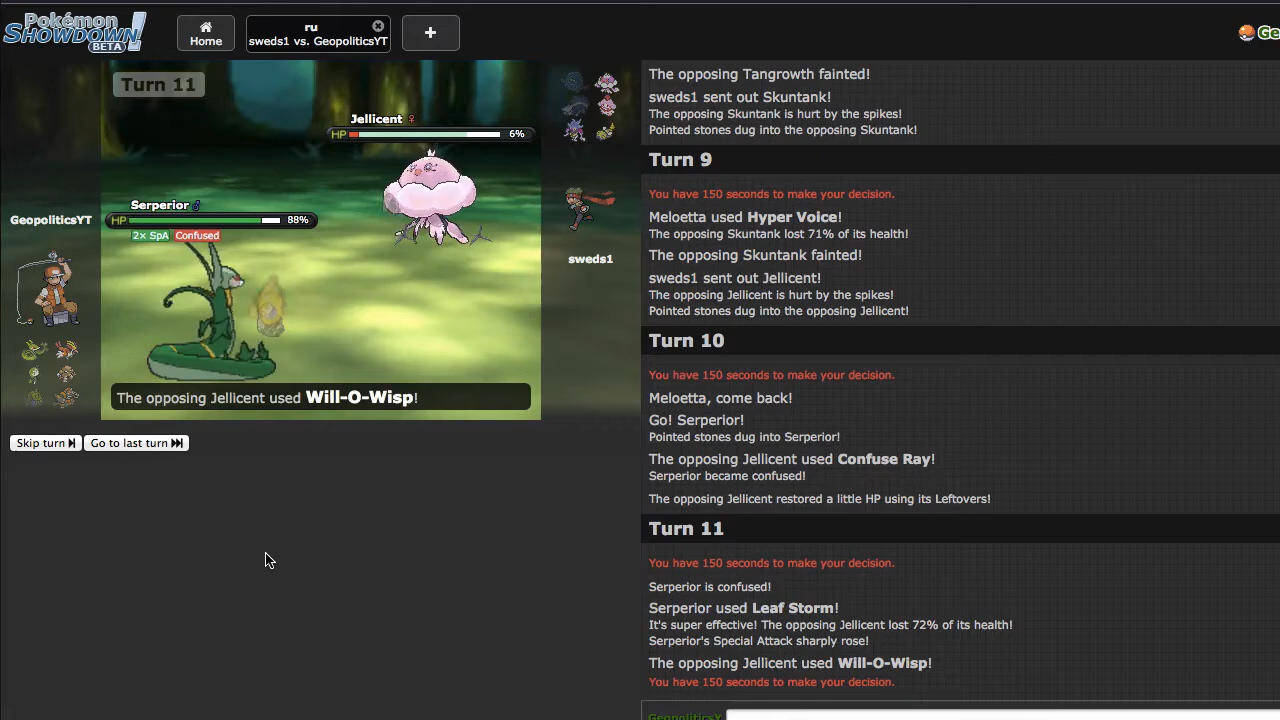 Pokémon
SHOWDOWN!
BETA
Home
ru
sweds1 vs. GeopoliticsYT
+
Ge
Turn 11
Jellicent ♀
HP 6%
Serperior ♂
HP 88%
2× SpA Confused
GeopoliticsYT
sweds1
The opposing Jellicent used Will-O-Wisp!
Skip turn
Go to last turn
The opposing Tangrowth fainted!
sweds1 sent out Skuntank!
The opposing Skuntank is hurt by the spikes!
Pointed stones dug into the opposing Skuntank!
Turn 9
You have 150 seconds to make your decision.
Meloetta used Hyper Voice!
The opposing Skuntank lost 71% of its health!
The opposing Skuntank fainted!
sweds1 sent out Jellicent!
The opposing Jellicent is hurt by the spikes!
Pointed stones dug into the opposing Jellicent!
Turn 10
You have 150 seconds to make your decision.
Meloetta, come back!
Go! Serperior!
Pointed stones dug into Serperior!
The opposing Jellicent used Confuse Ray!
Serperior became confused!
The opposing Jellicent restored a little HP using its Leftovers!
Turn 11
You have 150 seconds to make your decision.
Serperior is confused!
Serperior used Leaf Storm!
It's super effective! The opposing Jellicent lost 72% of its health!
Serperior's Special Attack sharply rose!
The opposing Jellicent used Will-O-Wisp!
You have 150 seconds to make your decision.
GeopoliticsY